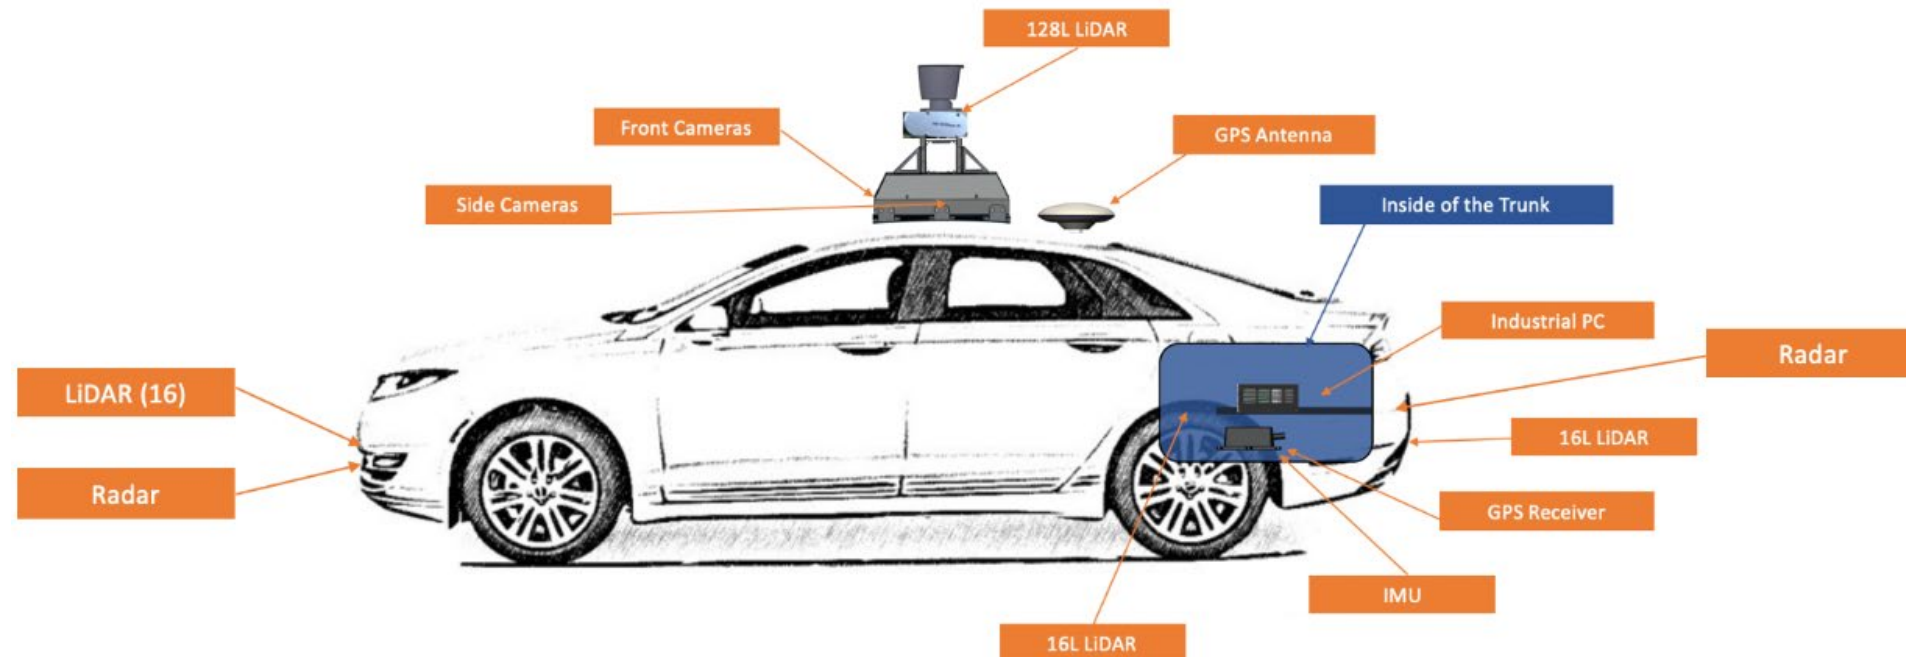 128L LiDAR
Front Cameras
GPS Antenna
Side Cameras
Inside of the Trunk
Industrial PC
Radar
LiDAR (16)
16L LiDAR
Radar
GPS Receiver
IMU
16L LiDAR